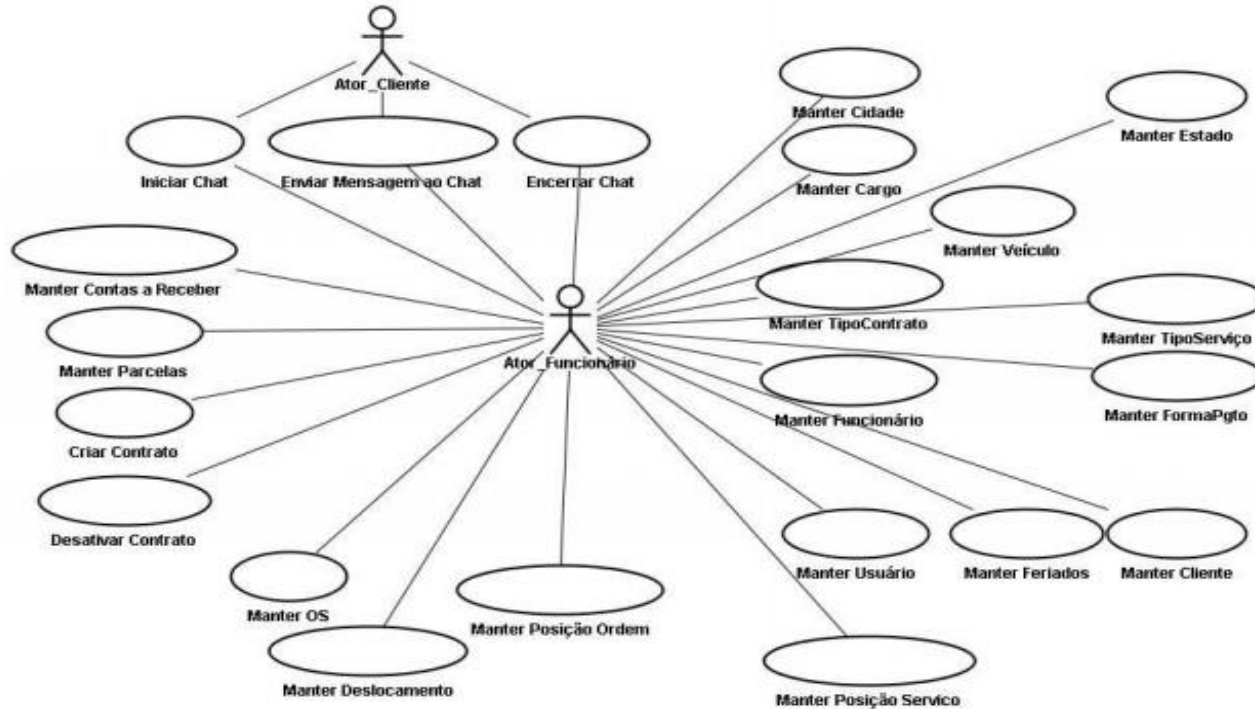 Ator_Cliente
Manter Cidade
Manter Estado
Iniciar Chat
Enviar Mensagem ao Chat
Encerrar Chat
Manter Cargo
Manter Veículo
Manter Contas a Receber
Manter TipoContrato
Manter TipoServiço
Manter Parcelas
Ator_Funcionário
Manter Funcionário
Manter FormaPgto
Criar Contrato
Desativar Contrato
Manter Usuário
Manter Feriados
Manter Cliente
Manter OS
Manter Posição Ordem
Manter Deslocamento
Manter Posição Servico